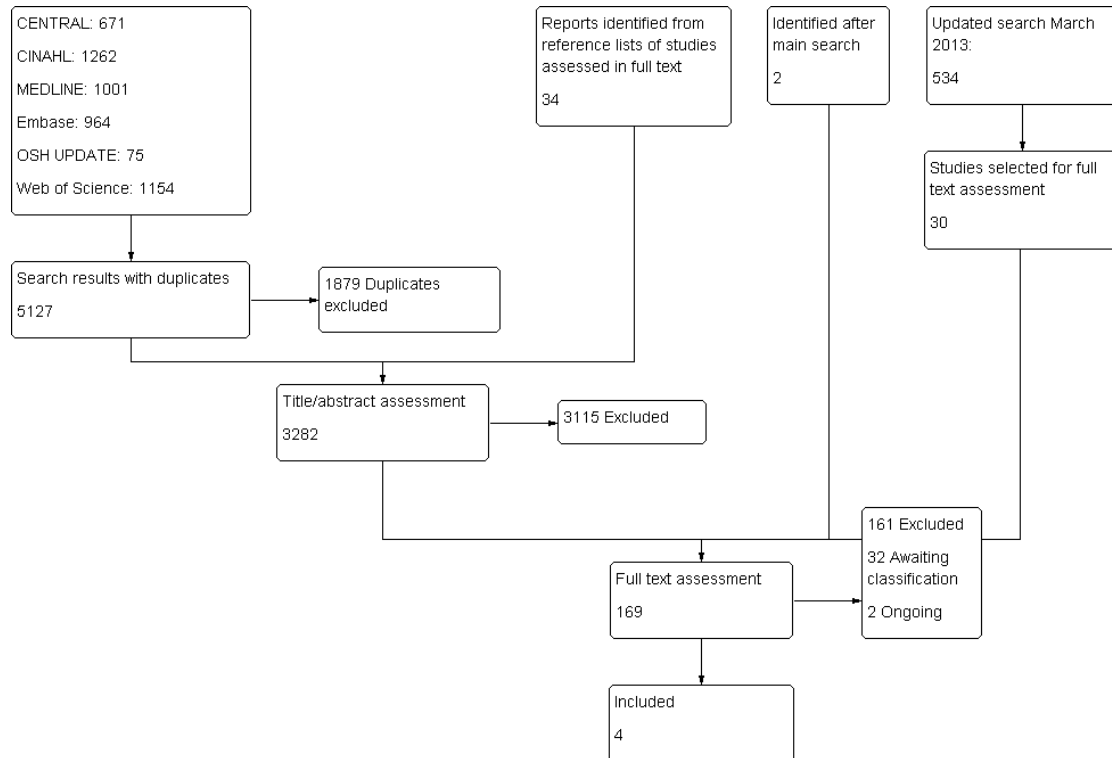 CENTRAL: 671
CINAHL: 1262
MEDLINE: 1001
Embase: 964
OSH UPDATE: 75
Web of Science: 1154
Reports identified from
reference lists of studies
assessed in full text
34
Identified after
main search
2
Updated search March
2013:
534
Studies selected for full
text assessment
30
Search results with duplicates
5127
1879 Duplicates
excluded
Title/abstract assessment
3282
3115 Excluded
161 Excluded
32 Awaiting
classification
2 Ongoing
Full text assessment
169
Included
4